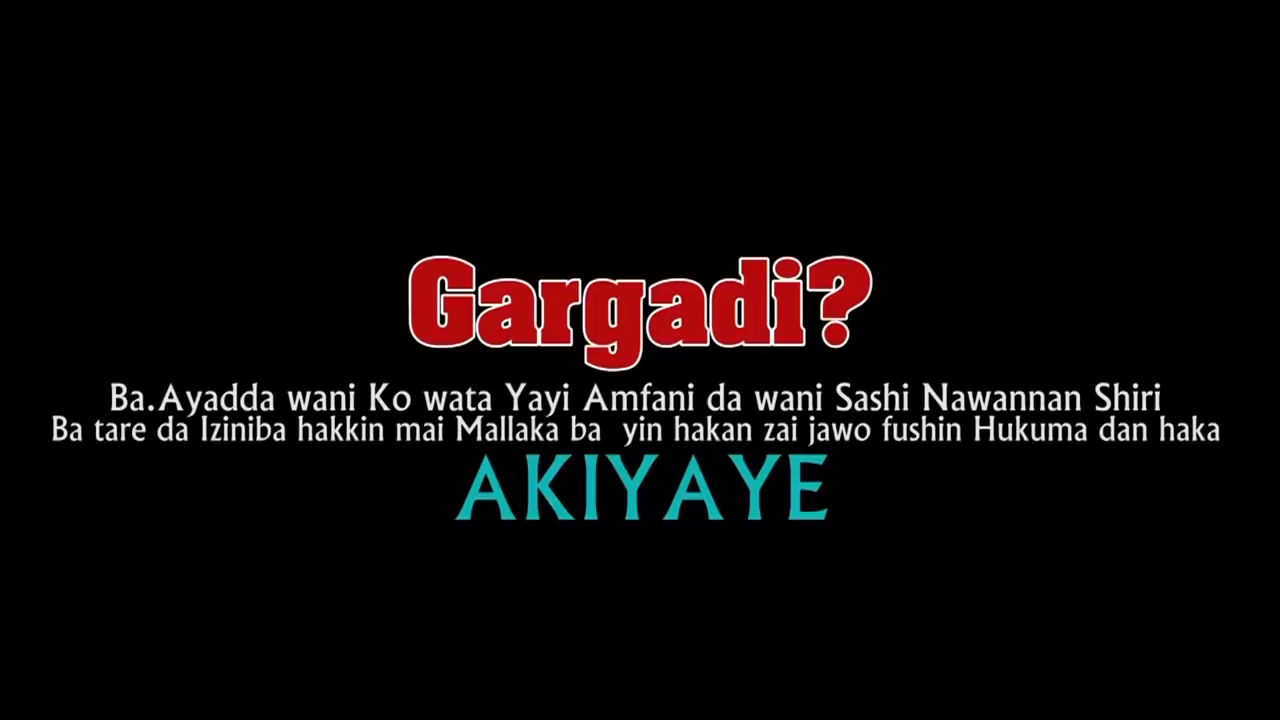 Gargadi?
Ba.Ayadda wani Ko wata Yayi Amfani da wani Sashi Nawannan Shiri
Ba tare da Iziniba hakkin mai Mallaka ba  yin hakan zai jawo fushin Hukuma dan haka
AKIYAYE